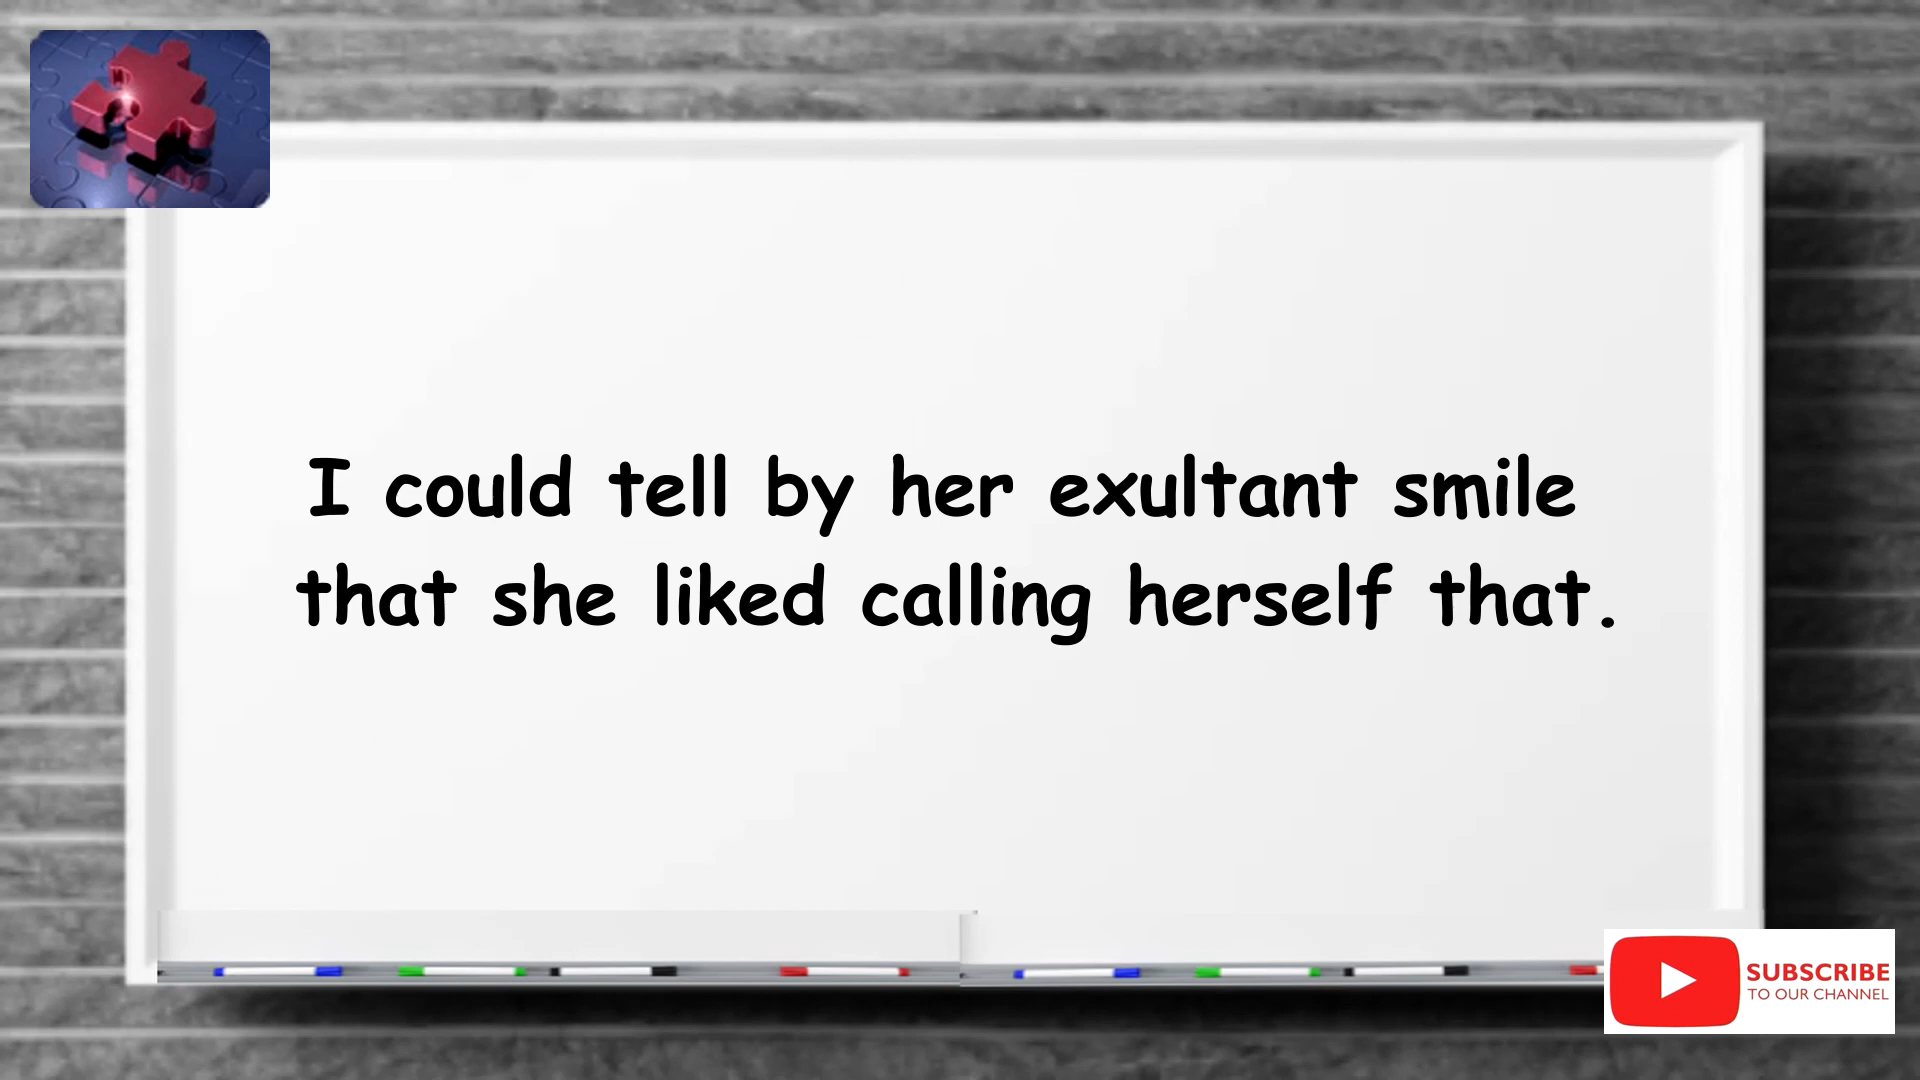 I could tell by her exultant smile
that she liked calling herself that.
SUBSCRIBE
TO OUR CHANNEL